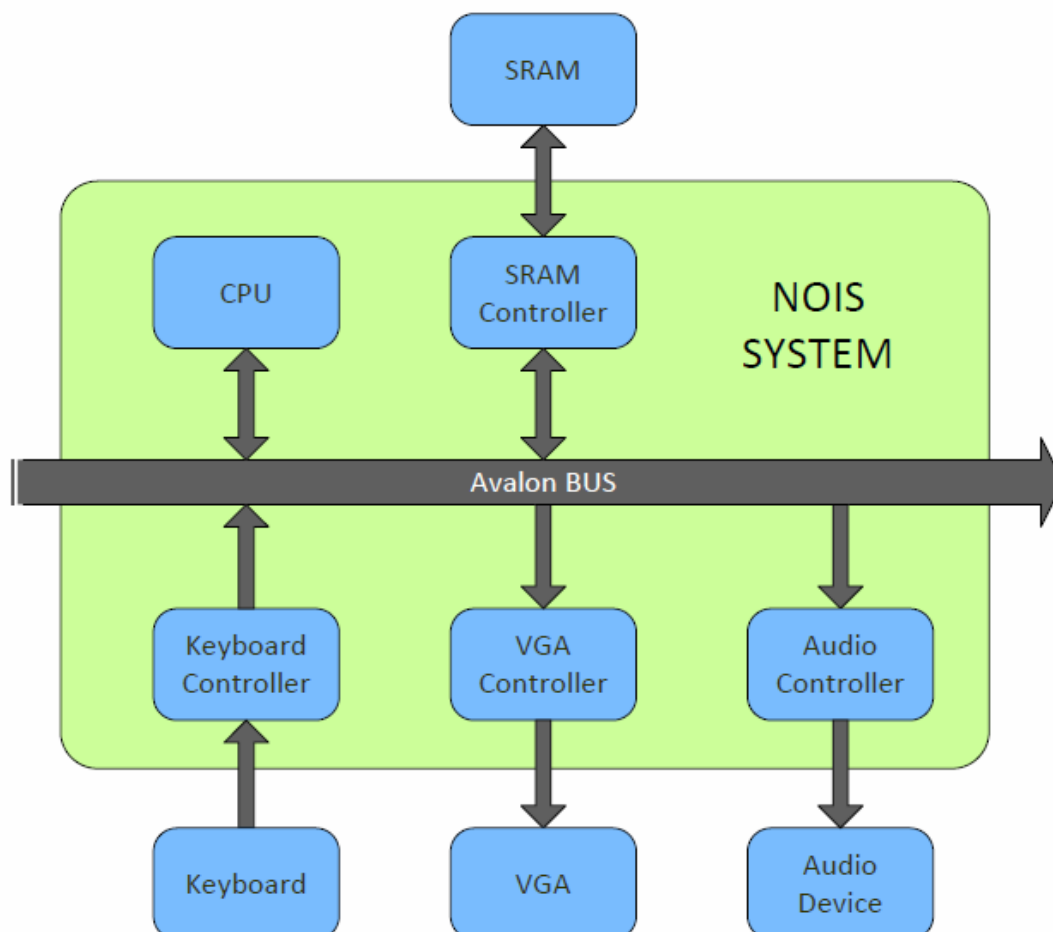 SRAM
CPU
SRAM
Controller
NOIS
SYSTEM
Avalon BUS
Keyboard
Controller
VGA
Controller
Audio
Controller
Keyboard
VGA
Audio
Device